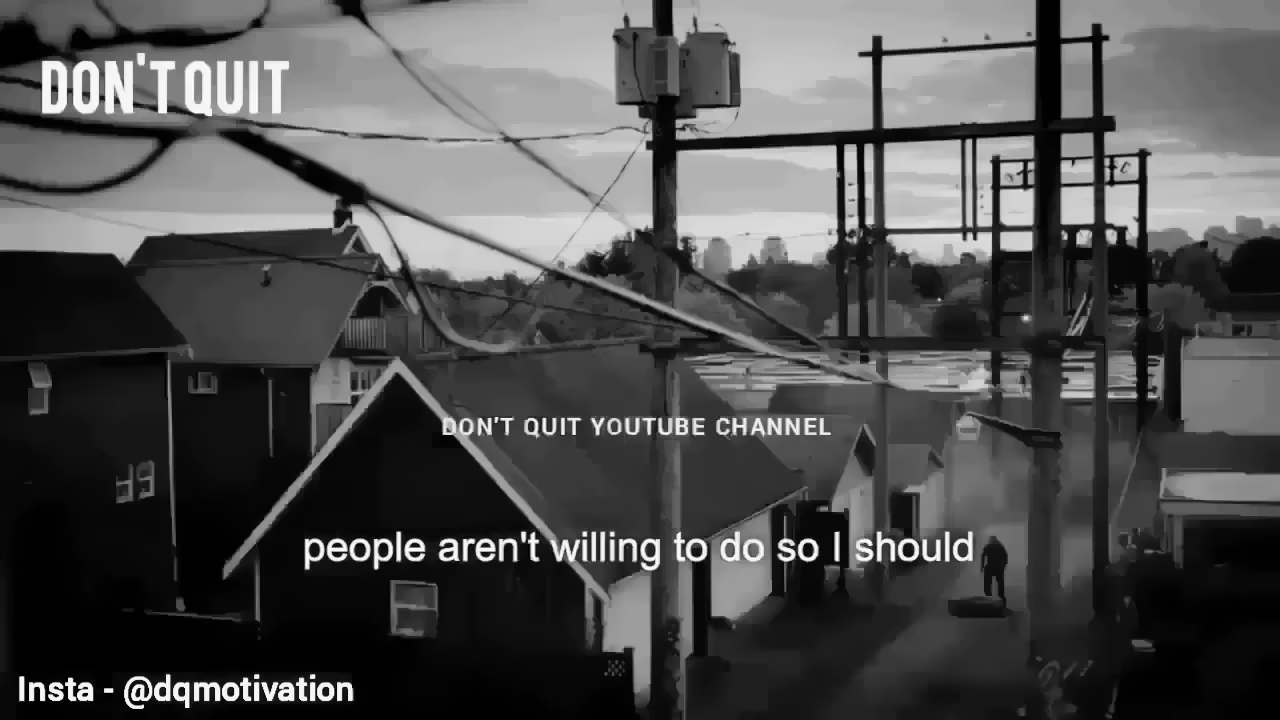 DON'T QUIT
DON'T QUIT YOUTUBE CHANNEL
people aren't willing to do so I should
Insta - @dqmotivation